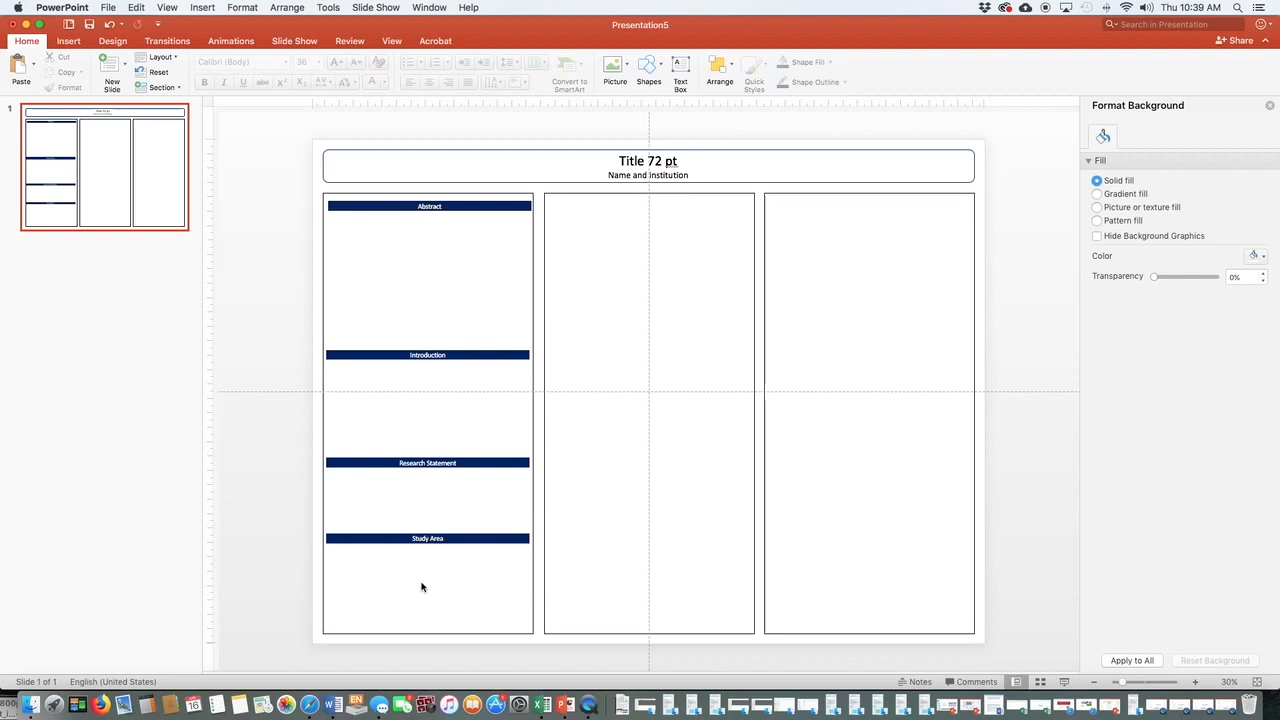 PowerPoint File Edit View Insert Format Arrange Tools Slide Show Window Help
Thu 10:39 AM
Presentation5
Search in Presentation
Home Insert Design Transitions Animations Slide Show Review View Acrobat
Share
Paste
Cut
Copy
Format
New Slide
Layout
Reset
Section
Calibri (Body)
36
Convert to SmartArt
Picture
Shapes
Text Box
Arrange
Quick Styles
Shape Fill
Shape Outline
1
Format Background
Fill
Solid fill
Gradient fill
Picture or texture fill
Pattern fill
Hide Background Graphics
Color
Transparency
0%
Title 72 pt
Name and institution
Abstract
Introduction
Research Statement
Study Area
Apply to All
Reset Background
Slide 1 of 1
English (United States)
Notes
Comments
30%